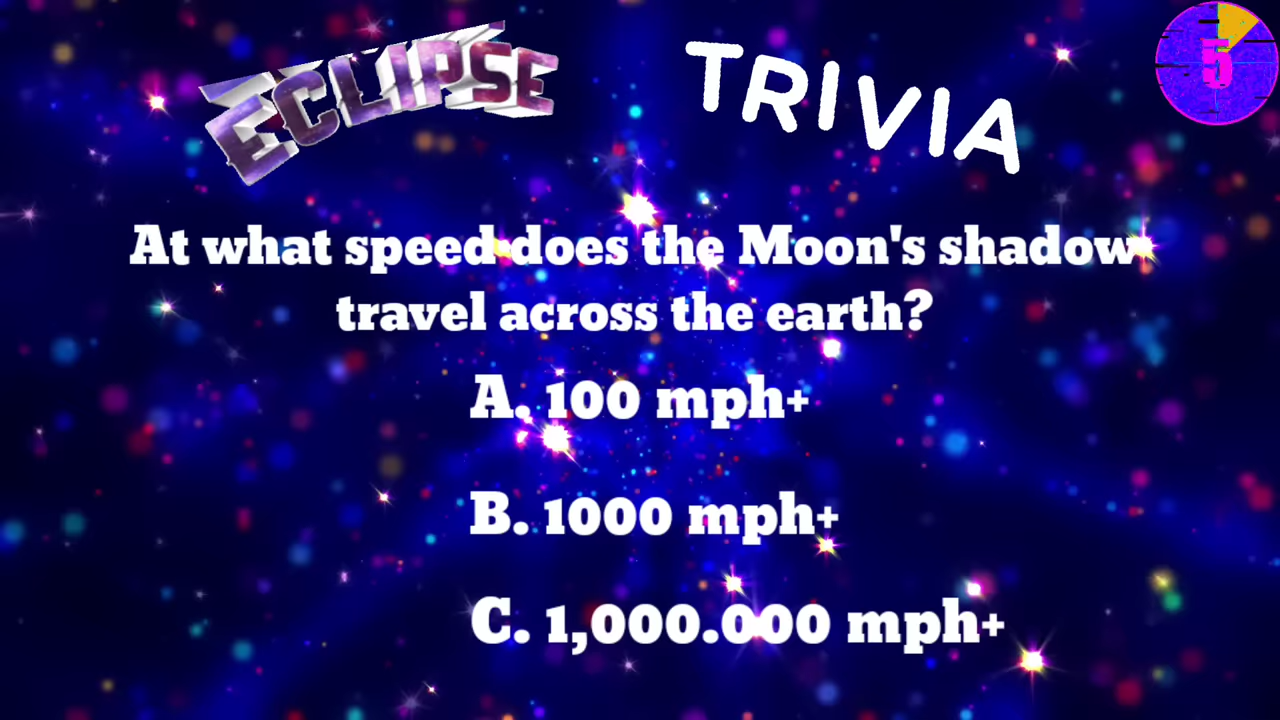 ECLIPSE TRIVIA
5
At what speed does the Moon's shadow
travel across the earth?
A. 100 mph+
B. 1000 mph+
C. 1,000.000 mph+